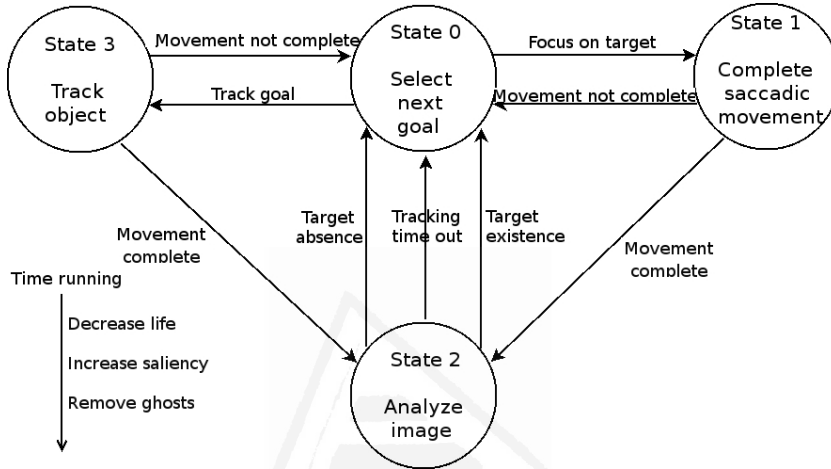 State 3
Track
object
Movement not complete
Track goal
State 0
Select
next
goal
Focus on target
Movement not complete
State 1
Complete
saccadic
movement
Movement
complete
Target
absence
Tracking
time out
Target
existence
Movement
complete
Time running
Decrease life
Increase saliency
Remove ghosts
State 2
Analyze
image